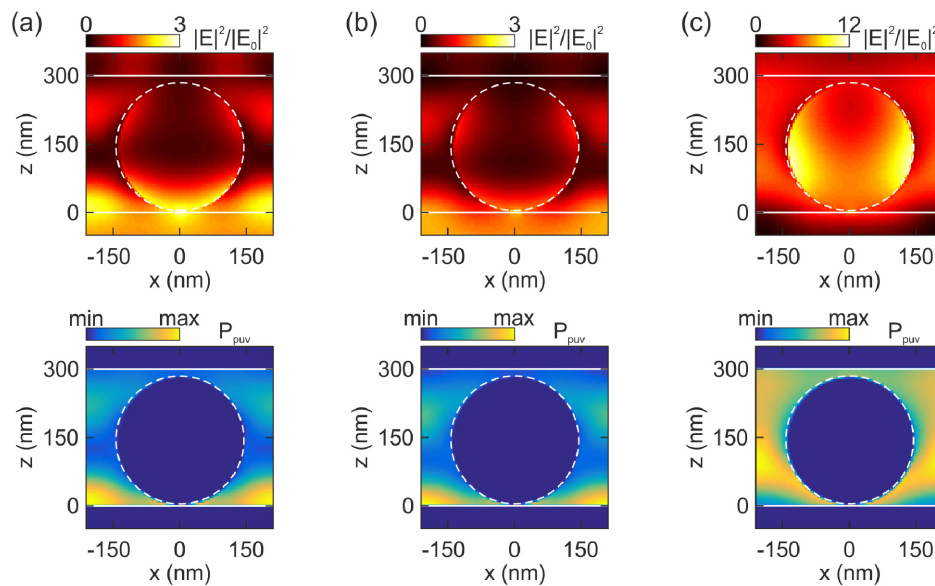 (a)
0 3
|E|²/|E₀|²
300
150
0
z (nm)
-150 0 150
x (nm)
(b)
0 3
|E|²/|E₀|²
300
150
0
z (nm)
-150 0 150
x (nm)
(c)
0 12
|E|²/|E₀|²
300
150
0
z (nm)
-150 0 150
x (nm)
min max
Ppuv
300
150
0
z (nm)
-150 0 150
x (nm)
min max
Ppuv
300
150
0
z (nm)
-150 0 150
x (nm)
min max
Ppuv
300
150
0
z (nm)
-150 0 150
x (nm)